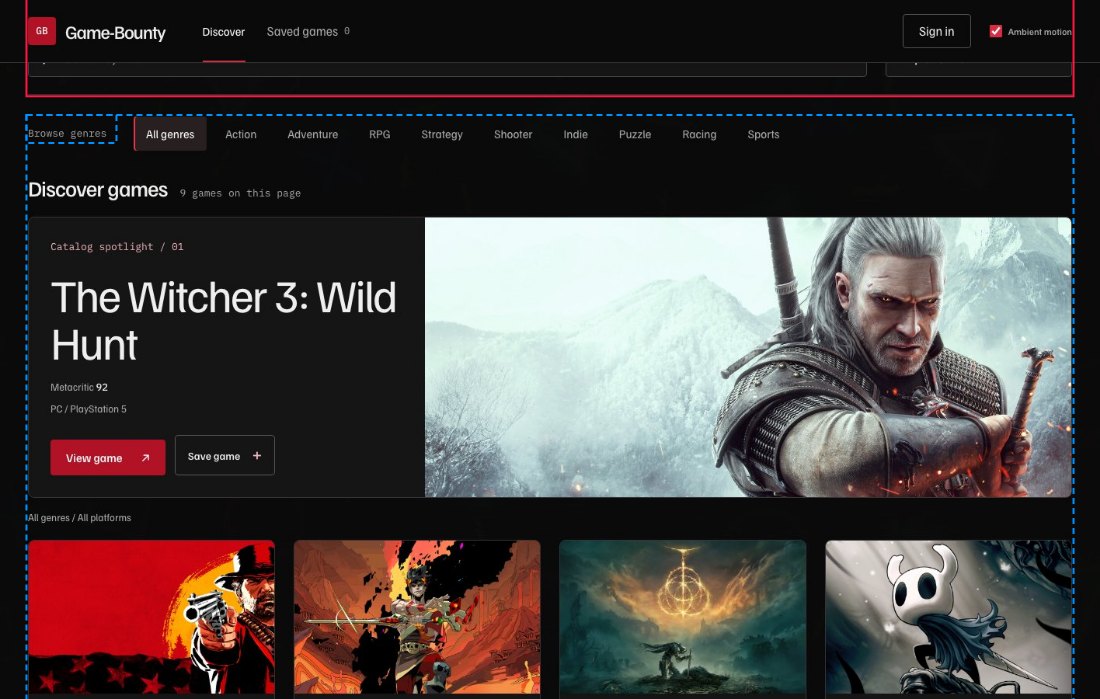 GB Game-Bounty Discover Saved games 0 Sign in Ambient motion
Browse genres All genres Action Adventure RPG Strategy Shooter Indie Puzzle Racing Sports
Discover games 9 games on this page
Catalog spotlight / 01
The Witcher 3: Wild
Hunt
Metacritic 92
PC / PlayStation 5
View game Save game
All genres / All platforms